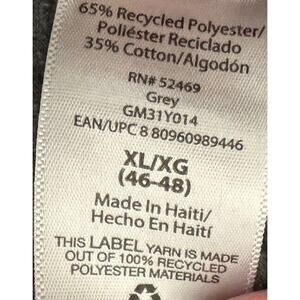 65% Recycled Polyester/
Poliéster Reciclado
35% Cotton/Algodón
RN# 52469
Grey
GM31Y014
EAN/UPC 8 80960989446
XL/XG
(46-48)
Made In Haiti/
Hecho En Haití
THIS LABEL YARN IS MADE
OUT OF 100% RECYCLED
POLYESTER MATERIALS